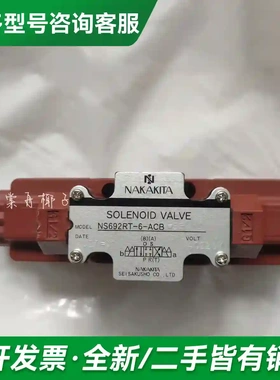 多型号咨询客服
NAKAKITA
SOLENOID VALVE
MODEL NS692RT-6-ACB
DATE VOLT
b a
NAKAKITA
SEISAKUSHO CO., LTD
开发票·全新/二手皆有销